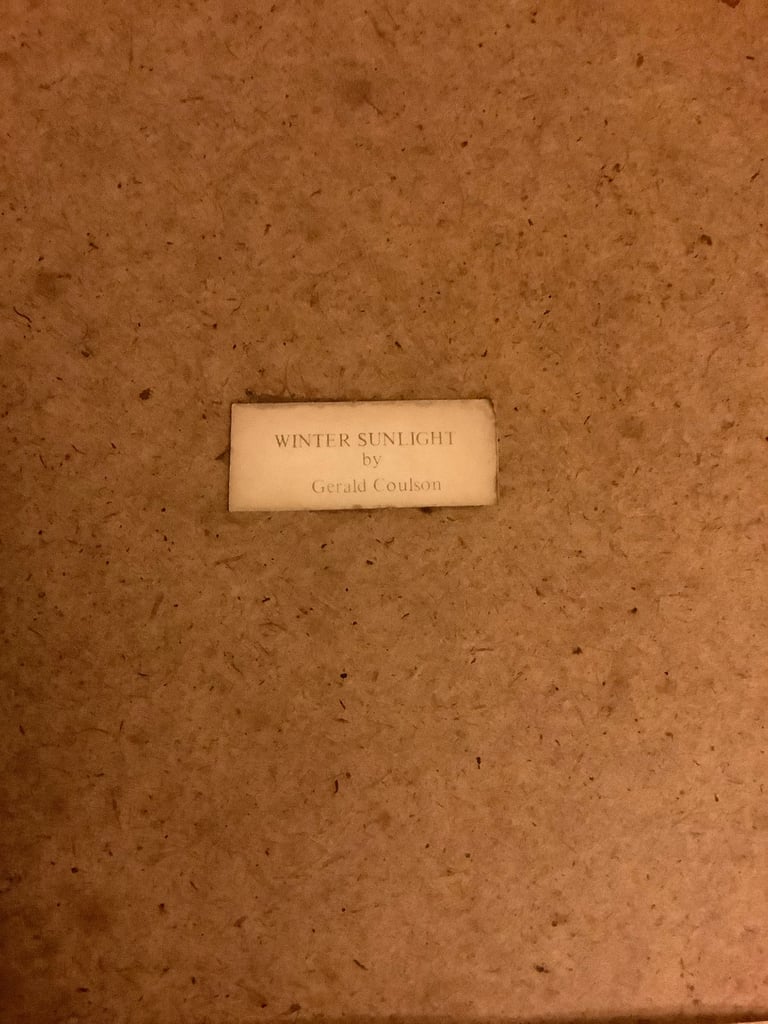 WINTER SUNLIGHT
by
Gerald Coulson